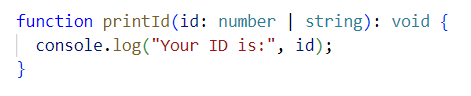 function printId(id: number | string): void {
  console.log("Your ID is:", id);
}